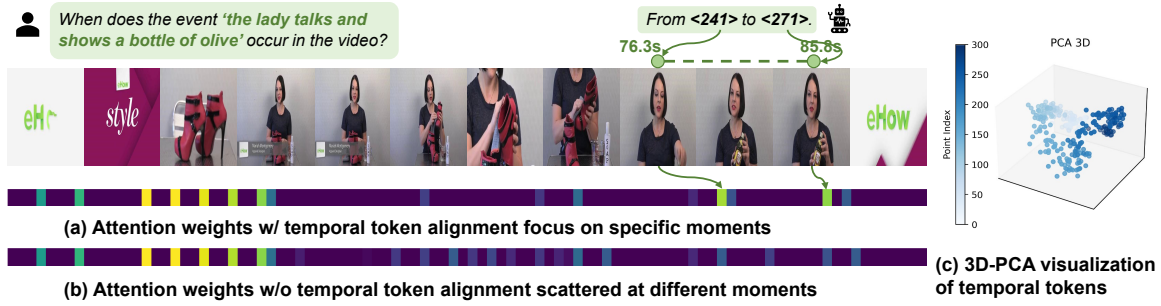 When does the event 'the lady talks and
shows a bottle of olive' occur in the video?
From <241> to <271>.
76.3s
85.8s
eHow
style
eHow
(a) Attention weights w/ temporal token alignment focus on specific moments
(b) Attention weights w/o temporal token alignment scattered at different moments
PCA 3D
Point Index
300
250
200
150
100
50
0
(c) 3D-PCA visualization
of temporal tokens